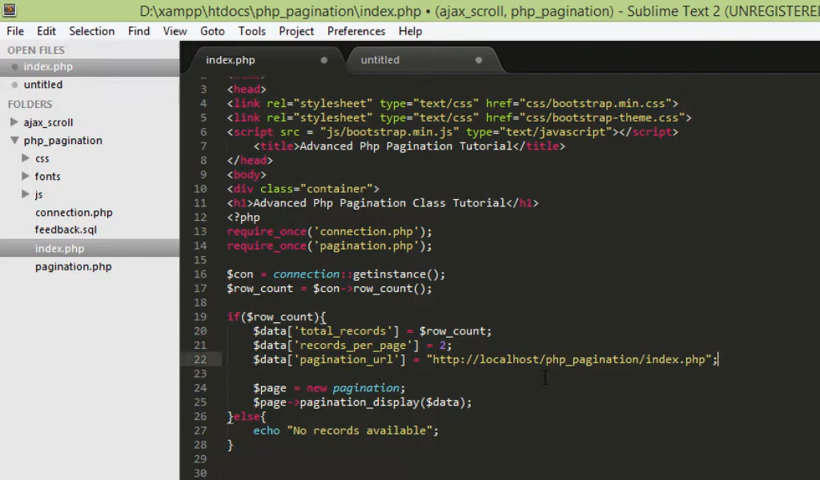 D:\xampp\htdocs\php_pagination\index.php • (ajax_scroll, php_pagination) - Sublime Text 2 (UNREGISTERED
File Edit Selection Find View Goto Tools Project Preferences Help
OPEN FILES
index.php
untitled
FOLDERS
ajax_scroll
php_pagination
css
fonts
js
connection.php
feedback.sql
index.php
pagination.php
index.php untitled
3 <head>
4 <link rel="stylesheet" type="text/css" href="css/bootstrap.min.css">
5 <link rel="stylesheet" type="text/css" href="css/bootstrap-theme.css">
6 <script src = "js/bootstrap.min.js" type="text/javascript"></script>
7 <title>Advanced Php Pagination Tutorial</title>
8 </head>
9 <body>
10 <div class="container">
11 <h1>Advanced Php Pagination Class Tutorial</h1>
12 <?php
13 require_once('connection.php');
14 require_once('pagination.php');
15
16 $con = connection::getinstance();
17 $row_count = $con->row_count();
18
19 if($row_count){
20 $data['total_records'] = $row_count;
21 $data['records_per_page'] = 2;
22 $data['pagination_url'] = "http://localhost/php_pagination/index.php";
23
24 $page = new pagination;
25 $page->pagination_display($data);
26 }else{
27 echo "No records available";
28 }
29
30